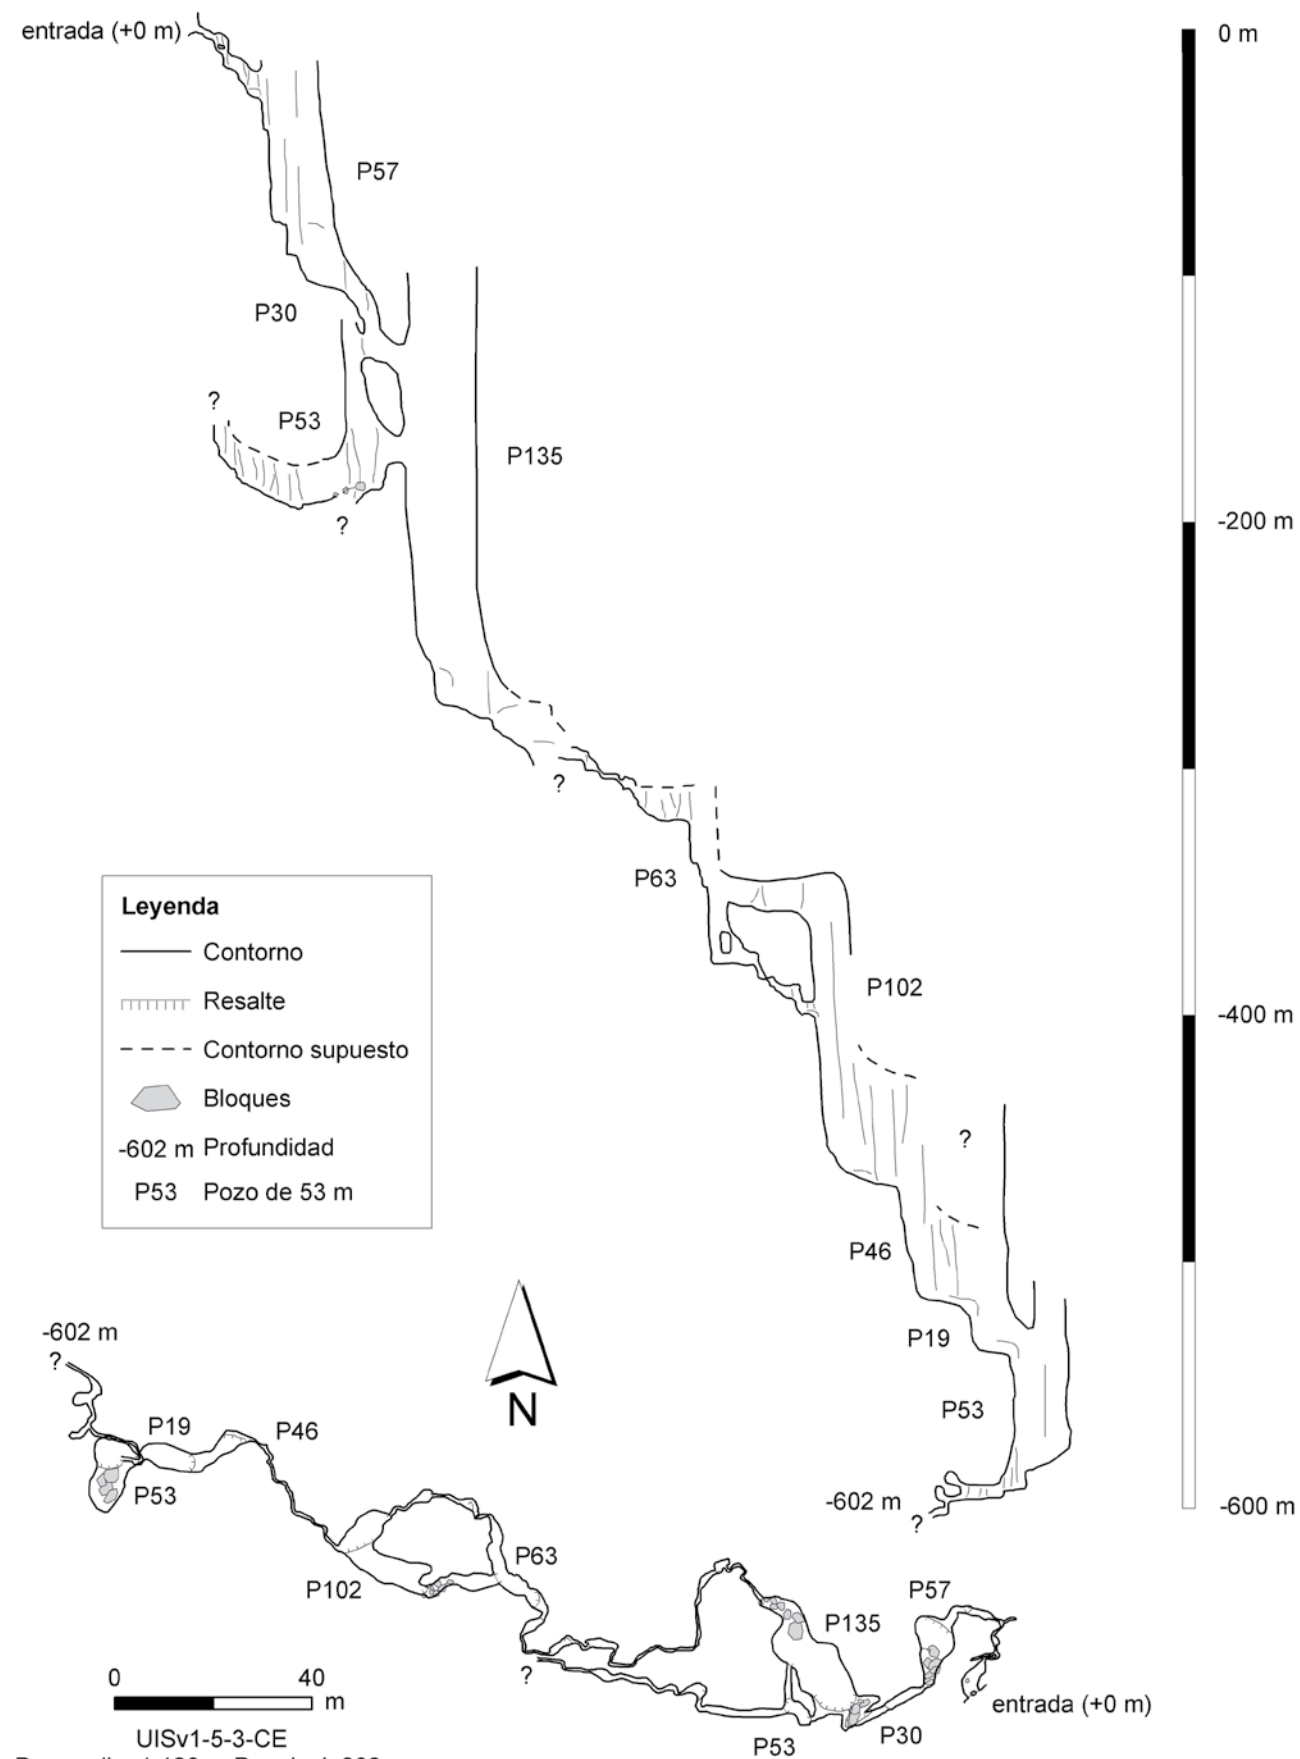 entrada (+0 m)
0 m
P57
P30
?
P53
P135
-200 m
?
?
P63
Leyenda
Contorno
Resalte
Contorno supuesto
Bloques
-602 m Profundidad
P53 Pozo de 53 m
P102
-400 m
?
P46
P19
P53
-602 m
?
-600 m
N
-602 m
?
P19
P46
P53
P102
P63
?
P135
P57
entrada (+0 m)
P30
P53
0 40
m
UISv1-5-3-CE